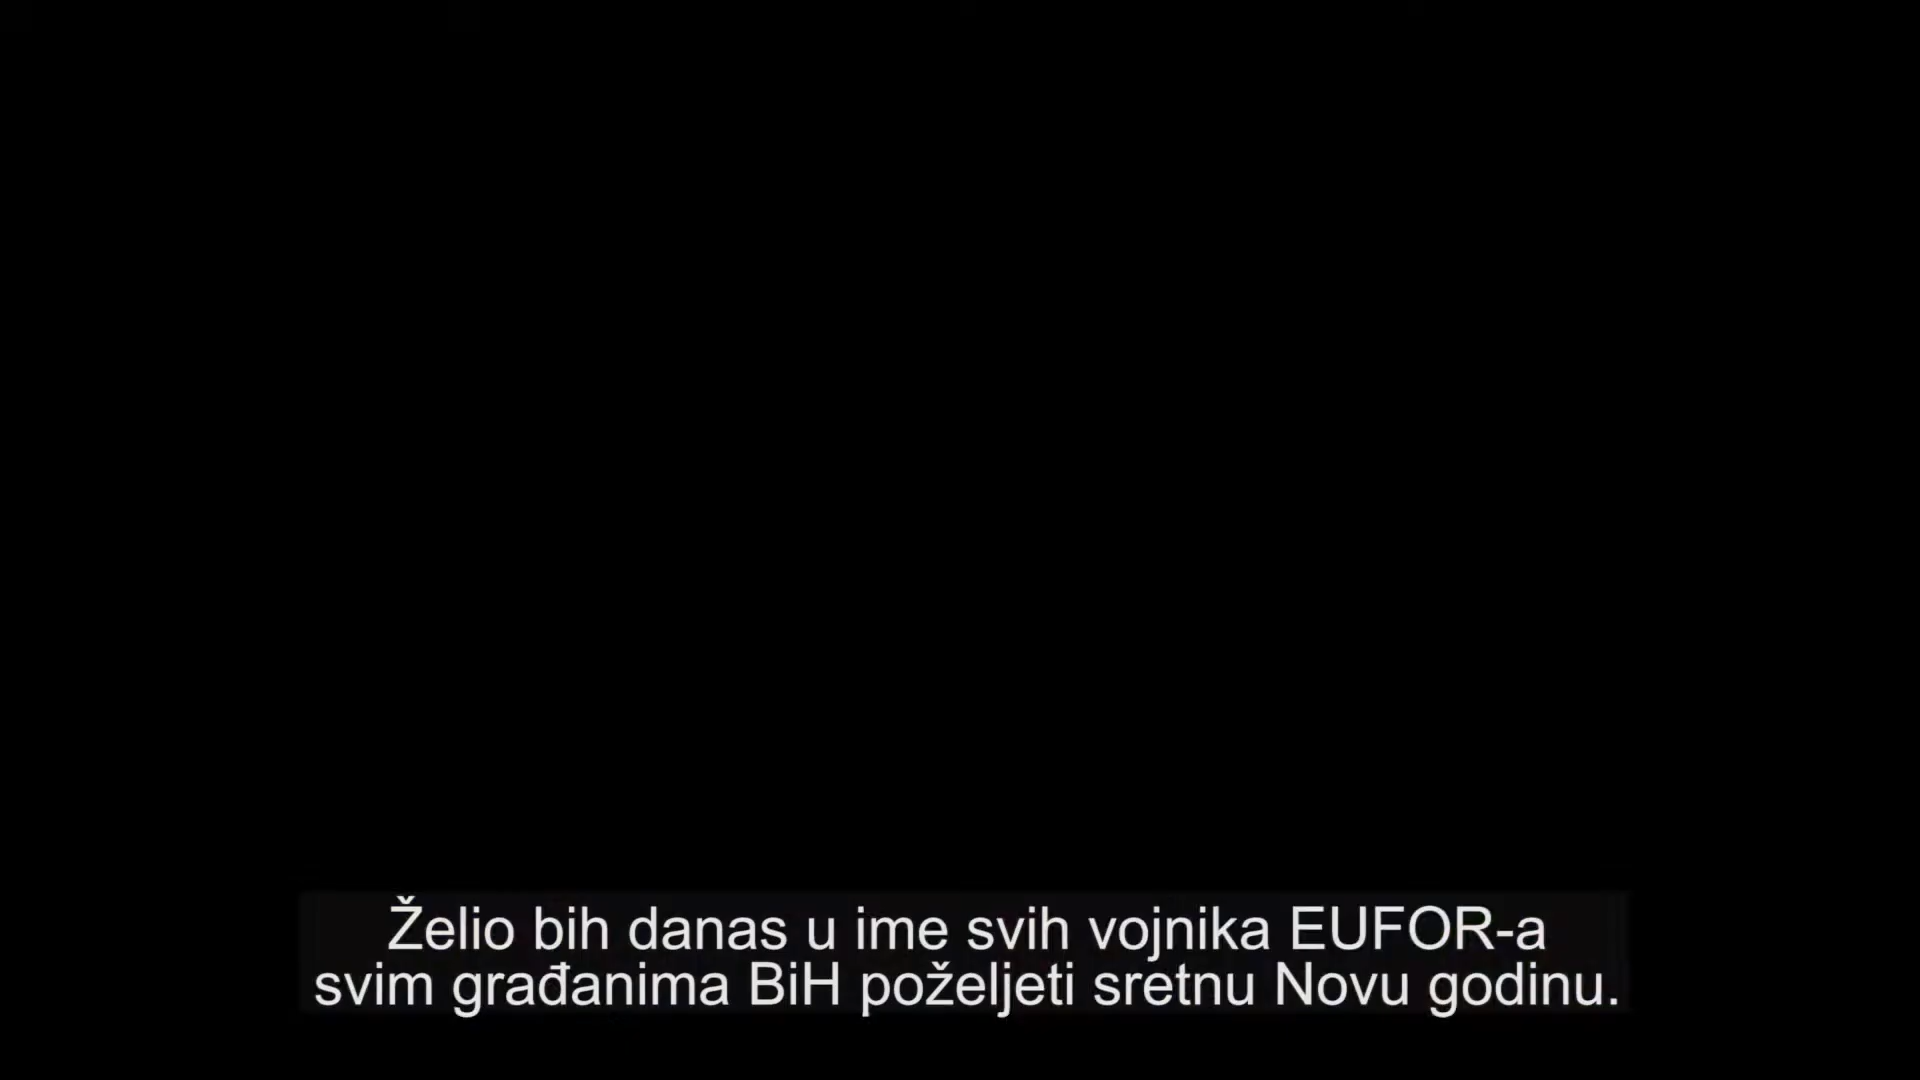 Želio bih danas u ime svih vojnika EUFOR-a
svim građanima BiH poželjeti sretnu Novu godinu.